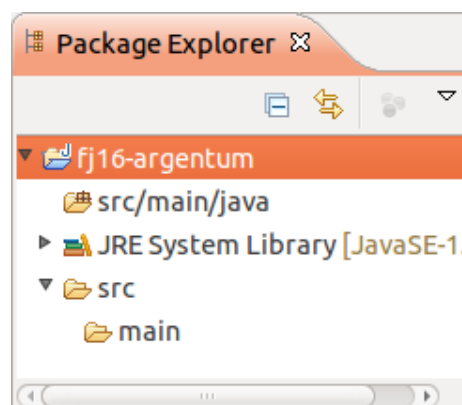 Package Explorer
fj16-argentum
src/main/java
JRE System Library [JavaSE-1.
src
main